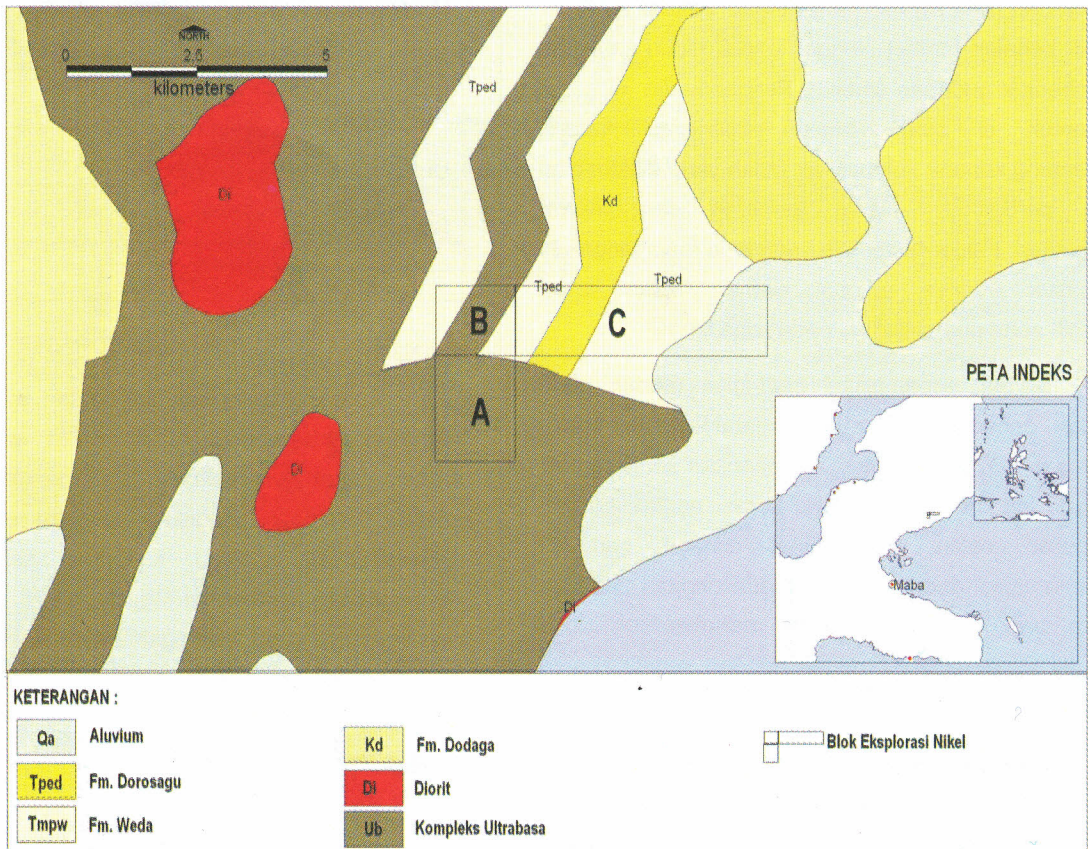 NORTH
0 2,5 5
kilometers
Tped
Di
Kd
Tped
Tped
B
C
A
Di
Di
PETA INDEKS
Maba
KETERANGAN :
Qa Aluvium
Tped Fm. Dorosagu
Tmpw Fm. Weda
Kd Fm. Dodaga
Di Diorit
Ub Kompleks Ultrabasa
Blok Eksplorasi Nikel